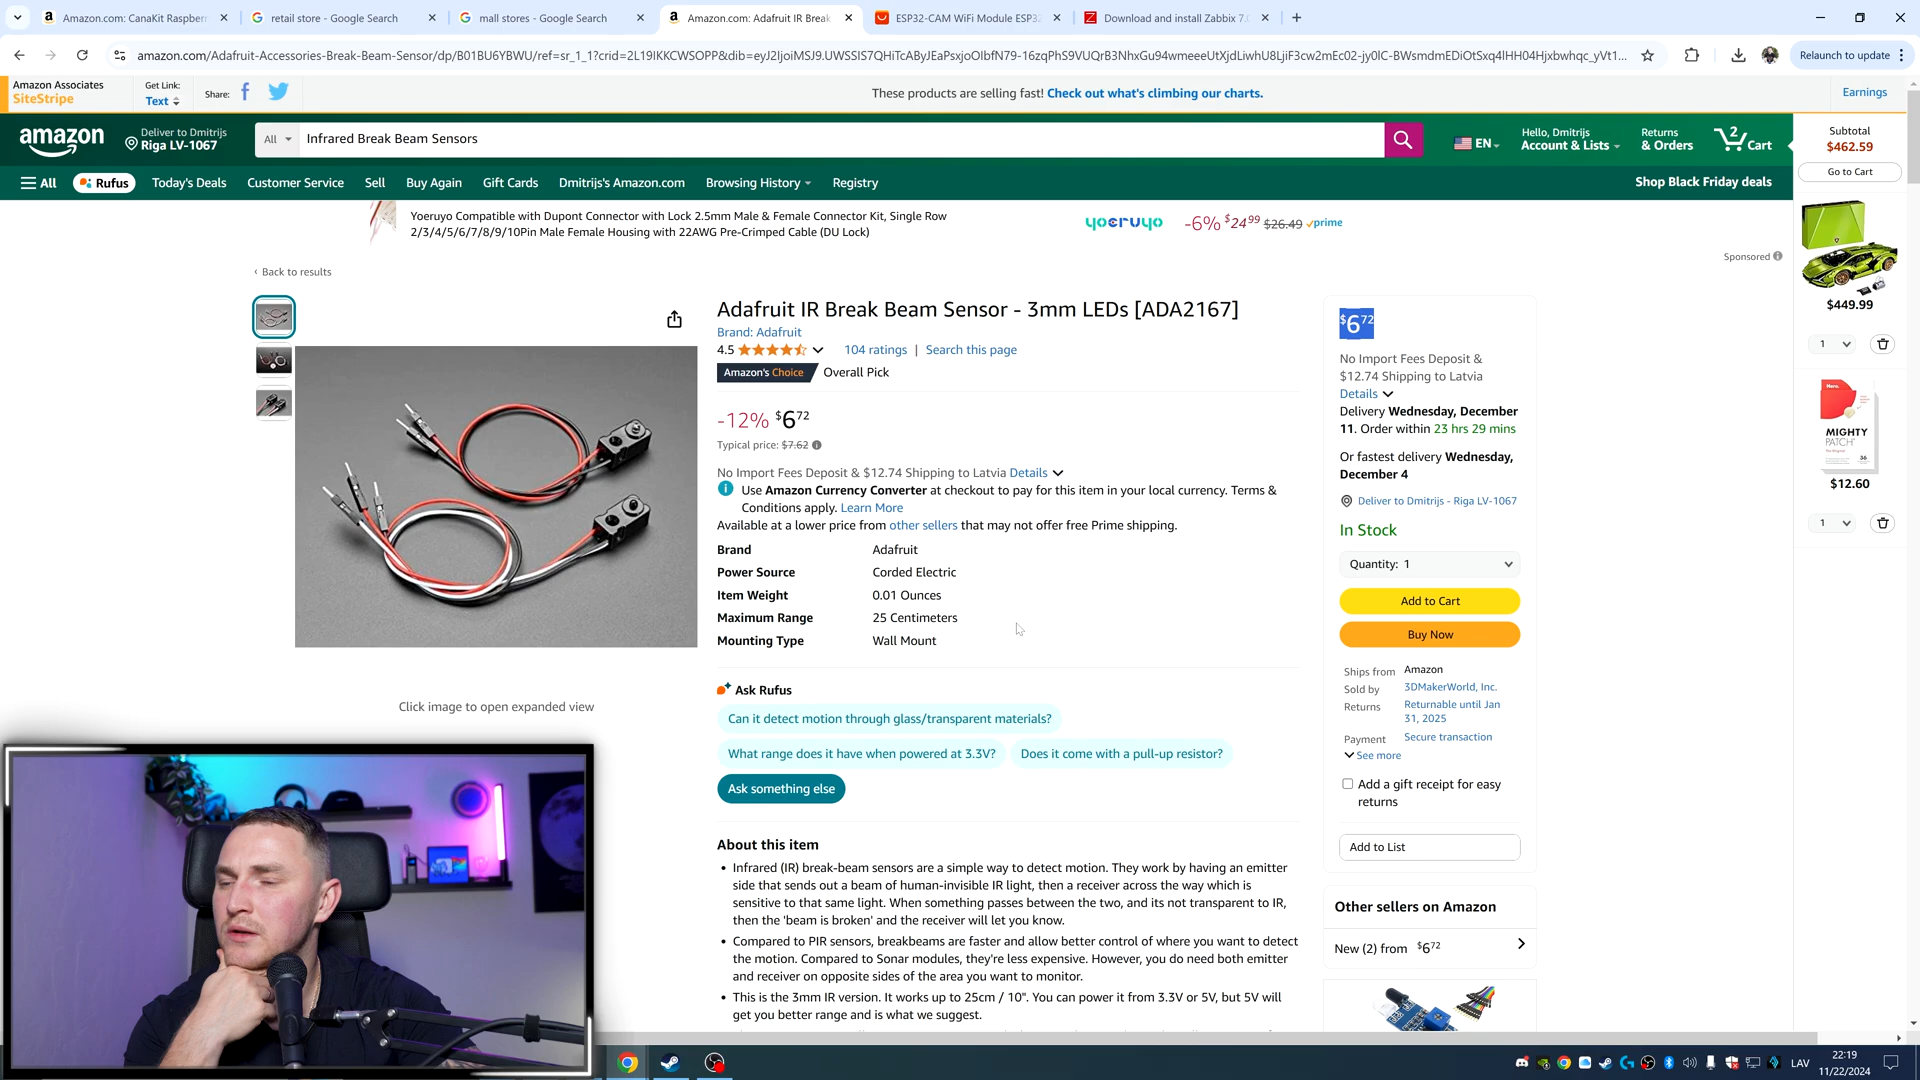 Amazon.com: CanaKit Raspberr
retail store - Google Search
mall stores - Google Search
Amazon.com: Adafruit IR Break
ESP32-CAM WiFi Module ESP32
Download and install Zabbix 7.0
amazon.com/Adafruit-Accessories-Break-Beam-Sensor/dp/B01BU6YBWU/ref=sr_1_1?crid=2L19IKKCWSOPP&dib=
Relaunch to update
Amazon Associates
SiteStripe
Get Link:
Text
Share:
These products are selling fast! Check out what's climbing our charts.
Earnings
amazon
Deliver to Dmitrijs
Riga LV-1067
All
Infrared Break Beam Sensors
EN
Hello, Dmitrijs
Account & Lists
Returns
& Orders
2
Cart
Subtotal
$462.59
Go to Cart
All
Rufus
Today's Deals
Customer Service
Sell
Buy Again
Gift Cards
Dmitrijs's Amazon.com
Browsing History
Registry
Shop Black Friday deals
Yoeruyo Compatible with Dupont Connector with Lock 2.5mm Male & Female Connector Kit, Single Row
2/3/4/5/6/7/8/9/10Pin Male Female Housing with 22AWG Pre-Crimped Cable (DU Lock)
yoeruyo
-6% $24.99 $26.49 prime
Sponsored
‹ Back to results
Adafruit IR Break Beam Sensor - 3mm LEDs [ADA2167]
Brand: Adafruit
4.5
104 ratings | Search this page
Amazon's Choice
Overall Pick
-12% $6.72
Typical price: $7.62
No Import Fees Deposit & $12.74 Shipping to Latvia Details
Use Amazon Currency Converter at checkout to pay for this item in your local currency. Terms &
Conditions apply. Learn More
Available at a lower price from other sellers that may not offer free Prime shipping.
Brand Adafruit
Power Source Corded Electric
Item Weight 0.01 Ounces
Maximum Range 25 Centimeters
Mounting Type Wall Mount
Click image to open expanded view
Ask Rufus
Can it detect motion through glass/transparent materials?
What range does it have when powered at 3.3V?
Does it come with a pull-up resistor?
Ask something else
About this item
• Infrared (IR) break-beam sensors are a simple way to detect motion. They work by having an emitter
side that sends out a beam of human-invisible IR light, then a receiver across the way which is
sensitive to that same light. When something passes between the two, and its not transparent to IR,
then the 'beam is broken' and the receiver will let you know.
• Compared to PIR sensors, breakbeams are faster and allow better control of where you want to detect
the motion. Compared to Sonar modules, they're less expensive. However, you do need both emitter
and receiver on opposite sides of the area you want to monitor.
• This is the 3mm IR version. It works up to 25cm / 10". You can power it from 3.3V or 5V, but 5V will
get you better range and is what we suggest.
$6.72
No Import Fees Deposit &
$12.74 Shipping to Latvia
Details
Delivery Wednesday, December
11. Order within 23 hrs 29 mins
Or fastest delivery Wednesday,
December 4
Deliver to Dmitrijs - Riga LV-1067
In Stock
Quantity: 1
Add to Cart
Buy Now
Ships from Amazon
Sold by 3DMakerWorld, Inc.
Returns Returnable until Jan
31, 2025
Payment Secure transaction
See more
Add a gift receipt for easy
returns
Add to List
Other sellers on Amazon
New (2) from $6.72
$449.99
1
Hero.
MIGHTY
PATCH
36
$12.60
1
LAV
22:19
11/22/2024